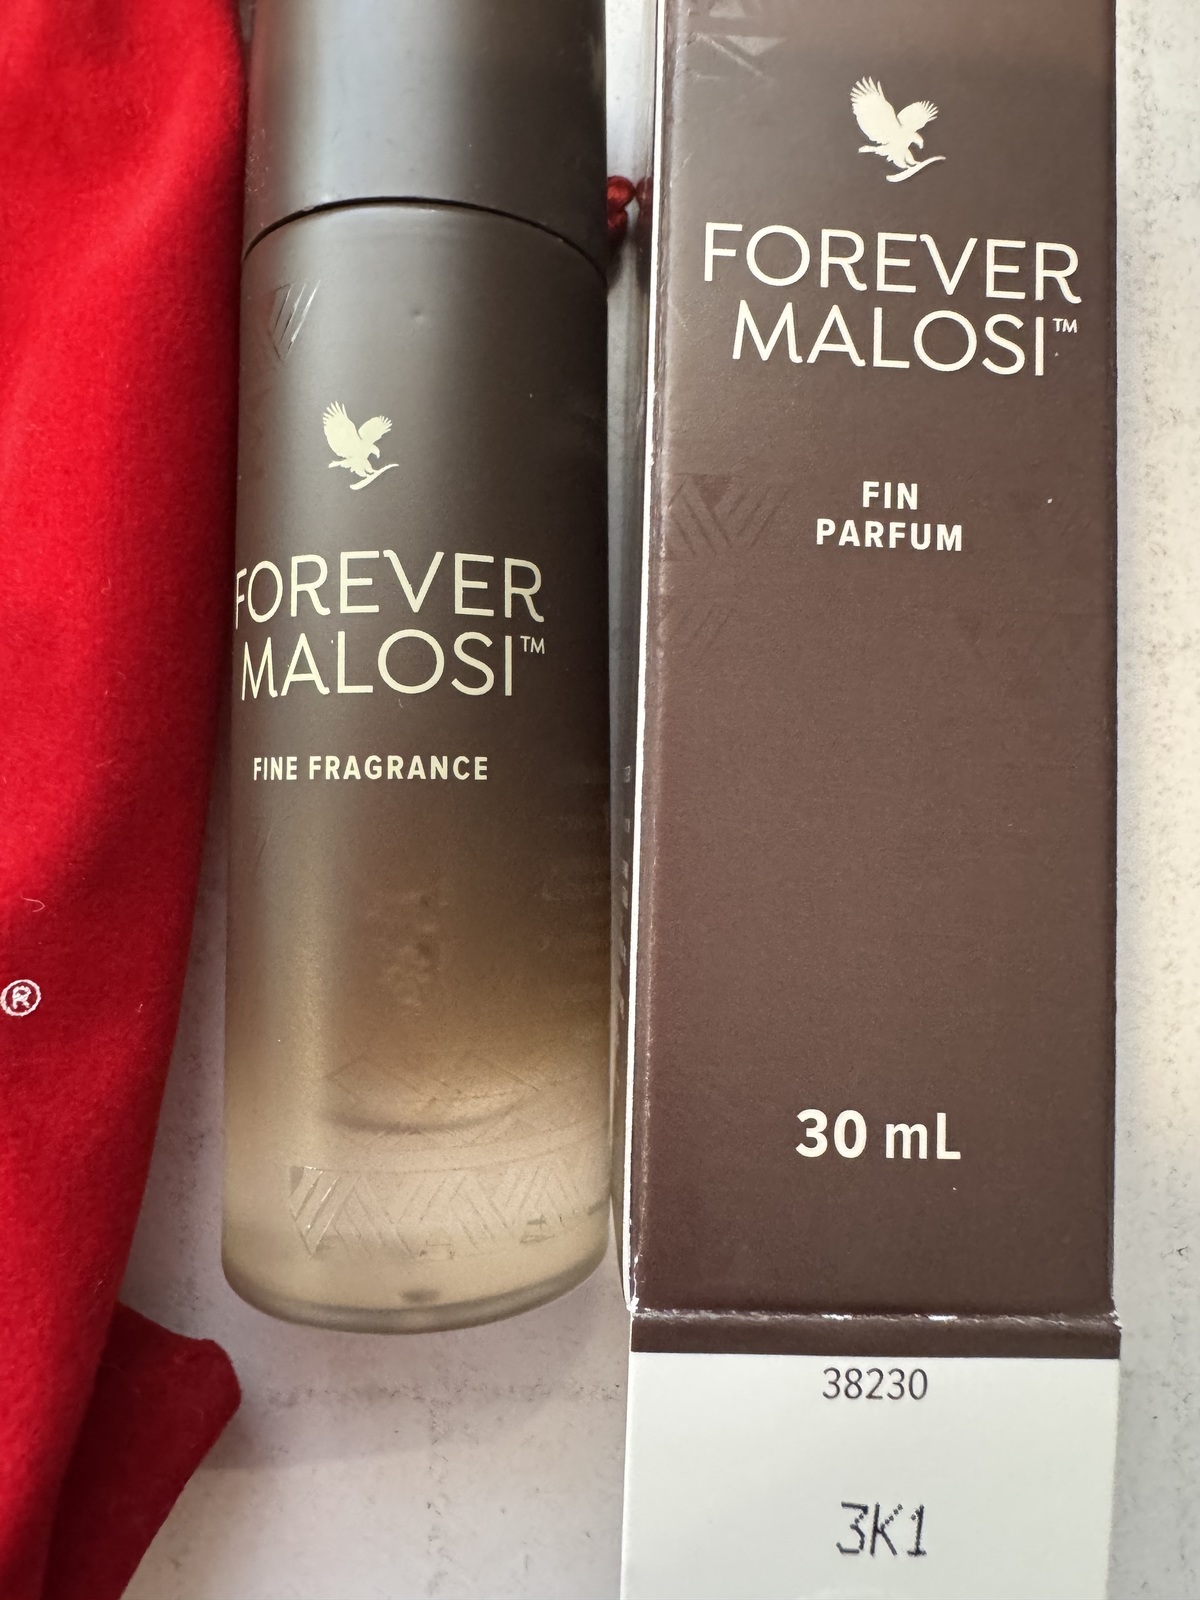 FOREVER
MALOSI™
FINE FRAGRANCE
®
FOREVER
MALOSI™
FIN
PARFUM
30 mL
38230
3K1